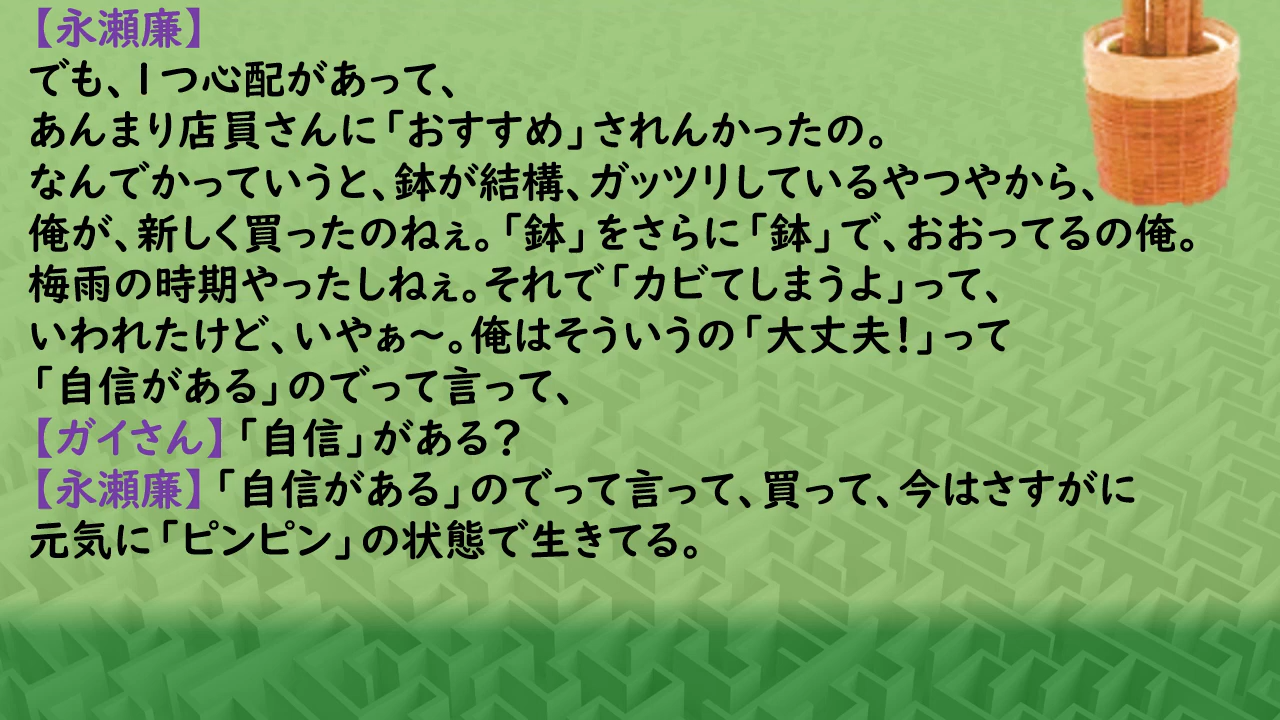 【永瀬廉】
でも、1つ心配があって、
あんまり店員さんに「おすすめ」されんかったの。
なんでかっていうと、鉢が結構、ガッツリしているやつやから、
俺が、新しく買ったのねぇ。「鉢」をさらに「鉢」で、おおってるの俺。
梅雨の時期やったしねぇ。それで「カビてしまうよ」って、
いわれたけど、いやぁ～。俺はそういうの「大丈夫!」って
「自信がある」のでって言って、
【ガイさん】「自信」がある?
【永瀬廉】「自信がある」のでって言って、買って、今はさすがに
元気に「ピンピン」の状態で生きてる。